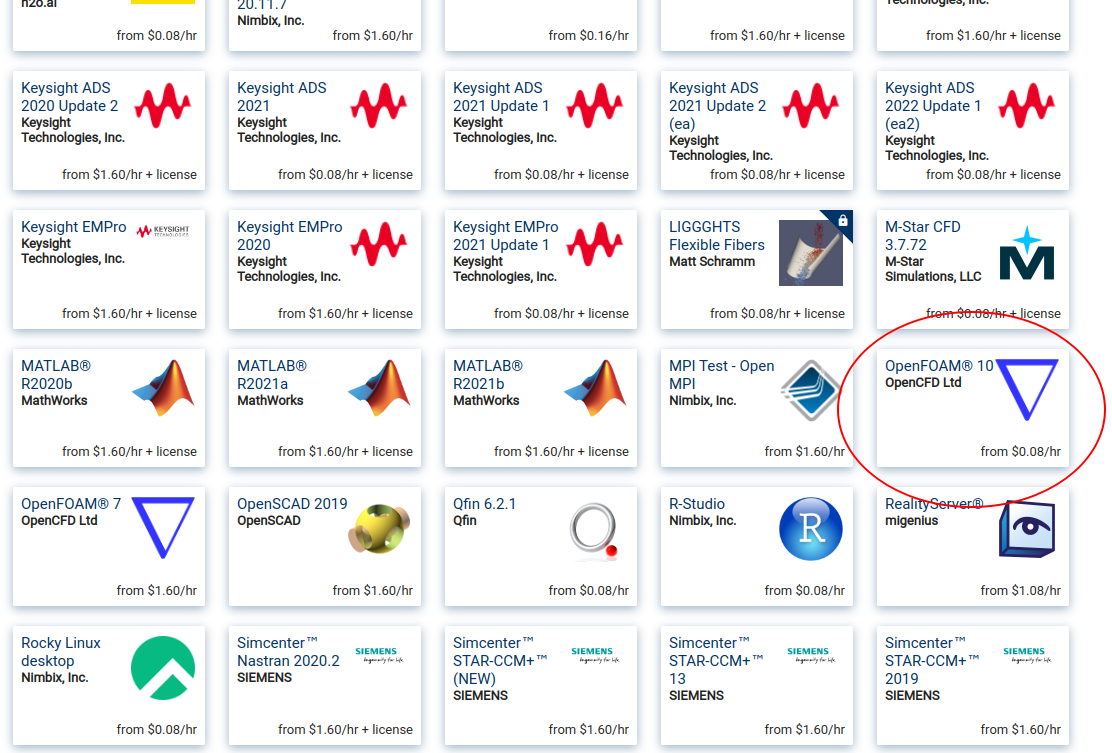 h2o.ai
20.11.7
Nimbix, Inc.
Technologies, Inc.
from $0.08/hr
from $1.60/hr
from $0.16/hr
from $1.60/hr + license
from $1.60/hr + license
Keysight ADS
2020 Update 2
Keysight
Technologies, Inc.
from $1.60/hr + license
Keysight ADS
2021
Keysight
Technologies, Inc.
from $0.08/hr + license
Keysight ADS
2021 Update 1
Keysight
Technologies, Inc.
from $0.08/hr + license
Keysight ADS
2021 Update 2
(ea)
Keysight
Technologies, Inc.
from $0.08/hr + license
Keysight ADS
2022 Update 1
(ea2)
Keysight
Technologies, Inc.
from $0.08/hr + license
Keysight EMPro
Keysight
Technologies, Inc.
KEYSIGHT
TECHNOLOGIES
from $1.60/hr + license
Keysight EMPro
2020
Keysight
Technologies, Inc.
from $1.60/hr + license
Keysight EMPro
2021 Update 1
Keysight
Technologies, Inc.
from $0.08/hr + license
LIGGGHTS
Flexible Fibers
Matt Schramm
from $0.08/hr + license
M-Star CFD
3.7.72
M-Star
Simulations, LLC
from $0.08/hr + license
MATLAB®
R2020b
MathWorks
from $1.60/hr + license
MATLAB®
R2021a
MathWorks
from $1.60/hr + license
MATLAB®
R2021b
MathWorks
from $1.60/hr + license
MPI Test - Open
MPI
Nimbix, Inc.
from $1.60/hr
OpenFOAM® 10
OpenCFD Ltd
from $0.08/hr
OpenFOAM® 7
OpenCFD Ltd
from $1.60/hr
OpenSCAD 2019
OpenSCAD
from $1.60/hr
Qfin 6.2.1
Qfin
from $0.08/hr
R-Studio
Nimbix, Inc.
R
from $0.08/hr
RealityServer®
migenius
from $1.08/hr
Rocky Linux
desktop
Nimbix, Inc.
from $0.08/hr
Simcenter™
Nastran 2020.2
SIEMENS
SIEMENS
Ingenuity for life
from $1.60/hr + license
Simcenter™
STAR-CCM+™
(NEW)
SIEMENS
SIEMENS
Ingenuity for life
from $1.60/hr
Simcenter™
STAR-CCM+™
13
SIEMENS
SIEMENS
Ingenuity for life
from $1.60/hr
Simcenter™
STAR-CCM+™
2019
SIEMENS
SIEMENS
Ingenuity for life
from $1.60/hr